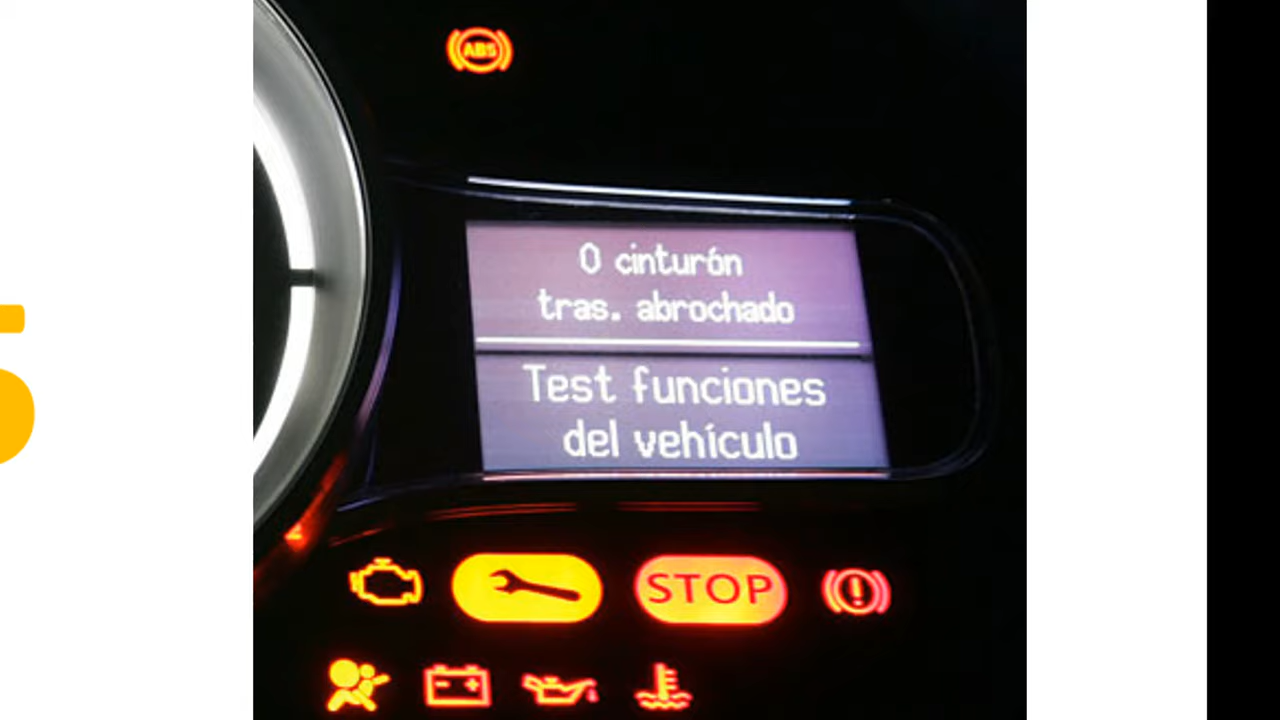 ABS
0 cinturón
tras. abrochado
Test funciones
del vehículo
STOP